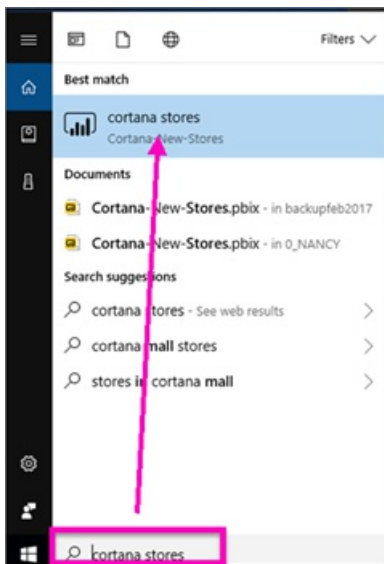 Filters
Best match
cortana stores
Cortana-New-Stores
Documents
Cortana-New-Stores.pbix - in backupfeb2017
Cortana-New-Stores.pbix - in 0_NANCY
Search suggestions
cortana stores - See web results
cortana mall stores
stores in cortana mall
cortana stores